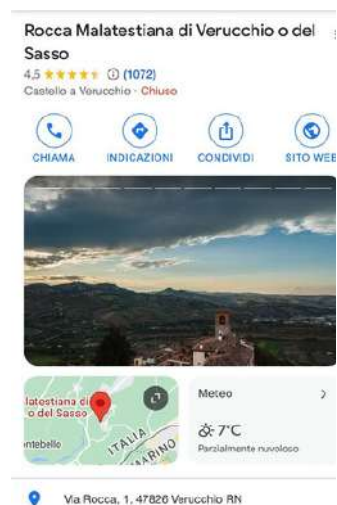 Rocca Malatestiana di Verucchio o del
Sasso
4,5 (1072)
Castello a Verucchio · Chiuso
CHIAMA
INDICAZIONI
CONDIVIDI
SITO WEB
latestiana di
o del Sasso
ntebello
ITALIA
MARINO
Meteo
7°C
Parzialmente nuvoloso
Via Rocca, 1, 47826 Verucchio RN